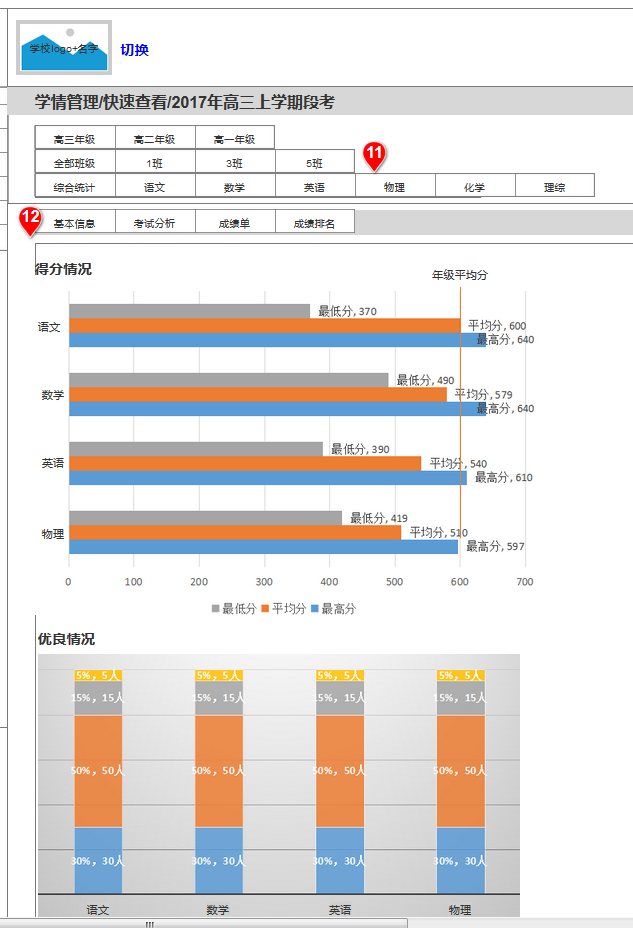 学校logo+名字
切换
学情管理/快速查看/2017年高三上学期段考
高三年级 高二年级 高一年级
全部班级 1班 3班 5班
11
综合统计 语文 数学 英语 物理 化学 理综
12
基本信息 考试分析 成绩单 成绩排名
得分情况
年级平均分
最低分, 370
语文
平均分, 600
最高分, 640
最低分, 490
数学
平均分, 579
最高分, 640
最低分, 390
英语
平均分, 540
最高分, 610
最低分, 419
物理
平均分, 510
最高分, 597
0 100 200 300 400 500 600 700
最低分 平均分 最高分
优良情况
5%，5人 5%，5人 5%，5人 5%，5人
15%，15人 15%，15人 15%，15人 15%，15人
50%，50人 50%，50人 50%，50人 50%，50人
30%，30人 30%，30人 30%，30人 30%，30人
语文 数学 英语 物理